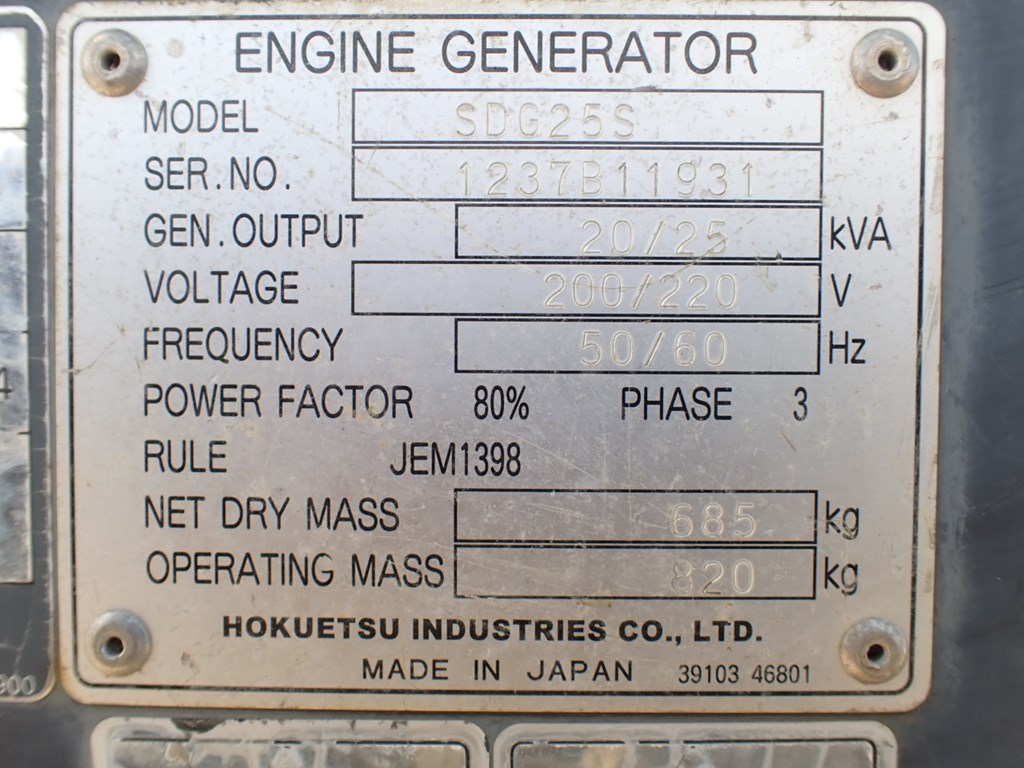 ENGINE GENERATOR
MODEL SDG25S
SER.NO. 1237B11931
GEN.OUTPUT 20/25 kVA
VOLTAGE 200/220 V
FREQUENCY 50/60 Hz
POWER FACTOR 80% PHASE 3
RULE JEM1398
NET DRY MASS 685 kg
OPERATING MASS 820 kg
HOKUETSU INDUSTRIES CO., LTD.
MADE IN JAPAN 39103 46801